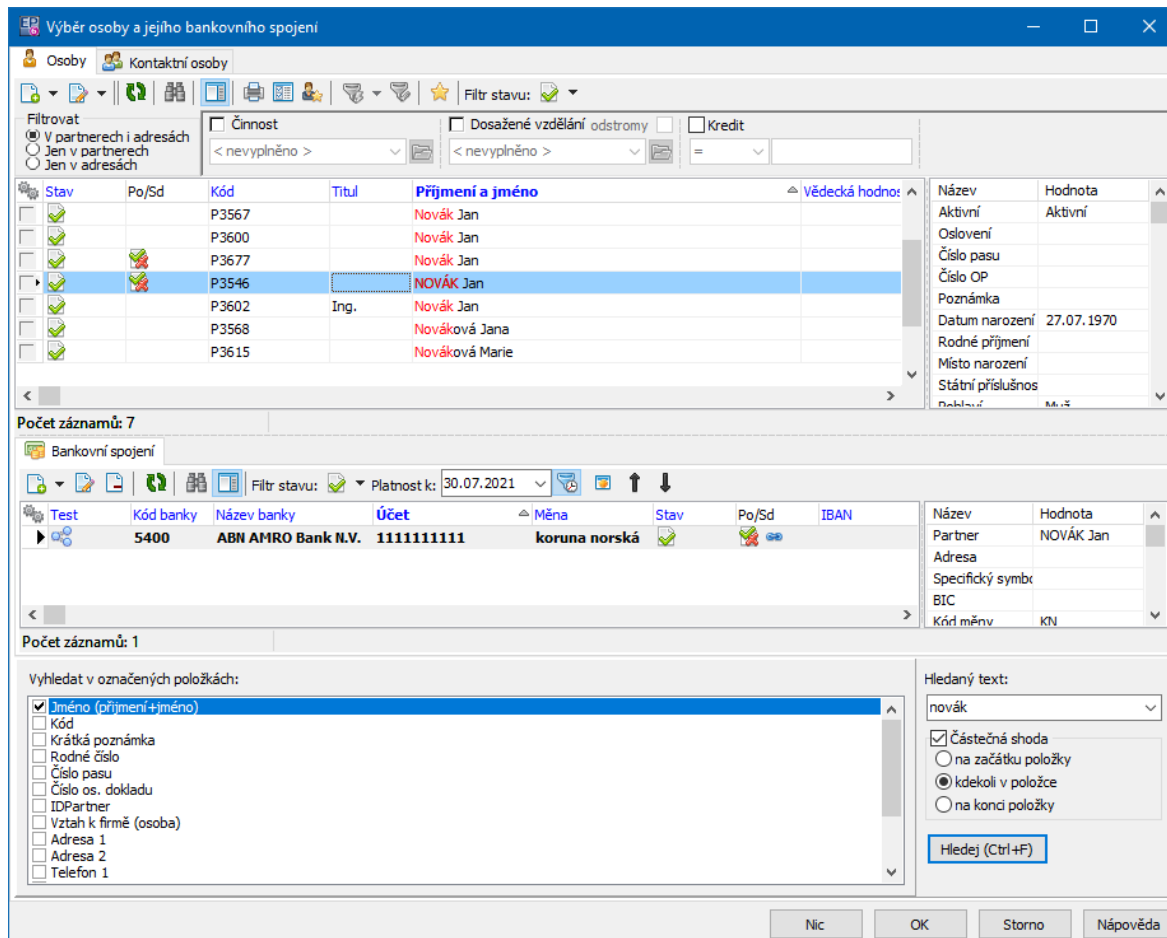 Výběr osoby a jejího bankovního spojení
Osoby Kontaktní osoby
Filtr stavu:
Filtrovat
V partnerech i adresách
Jen v partnerech
Jen v adresách
Činnost
< nevyplněno >
Dosažené vzdělání odstromy
< nevyplněno >
Kredit
=
Stav Po/Sd Kód Titul Příjmení a jméno Vědecká hodnos
P3567 Novák Jan
P3600 Novák Jan
P3677 Novák Jan
P3546 NOVÁK Jan
P3602 Ing. Novák Jan
P3568 Nováková Jana
P3615 Nováková Marie
Název Hodnota
Aktivní Aktivní
Oslovení
Číslo pasu
Číslo OP
Poznámka
Datum narození 27.07.1970
Rodné příjmení
Místo narození
Státní příslušnos
Pohlaví Muž
Počet záznamů: 7
Bankovní spojení
Filtr stavu: Platnost k: 30.07.2021
Test Kód banky Název banky Účet Měna Stav Po/Sd IBAN
5400 ABN AMRO Bank N.V. 1111111111 koruna norská
Název Hodnota
Partner NOVÁK Jan
Adresa
Specifický symbo
BIC
Kód měny KN
Počet záznamů: 1
Vyhledat v označených položkách:
Jméno (přijmení+jméno)
Kód
Krátká poznámka
Rodné číslo
Číslo pasu
Číslo os. dokladu
IDPartner
Vztah k firmě (osoba)
Adresa 1
Adresa 2
Telefon 1
Hledaný text:
novák
Částečná shoda
na začátku položky
kdekoli v položce
na konci položky
Hledej (Ctrl+F)
Nic OK Storno Nápověda